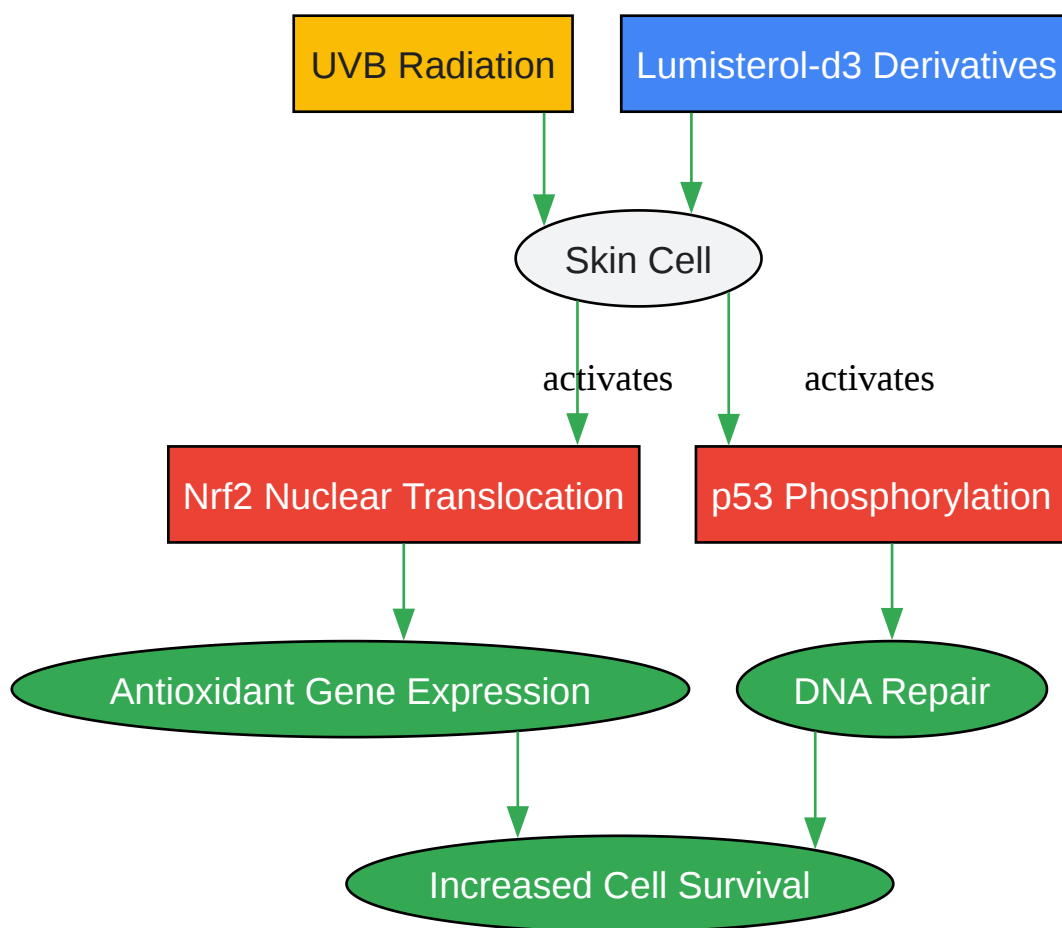 UVB Radiation
Lumisterol-d3 Derivatives
Skin Cell
activates
activates
Nrf2 Nuclear Translocation
p53 Phosphorylation
Antioxidant Gene Expression
DNA Repair
Increased Cell Survival